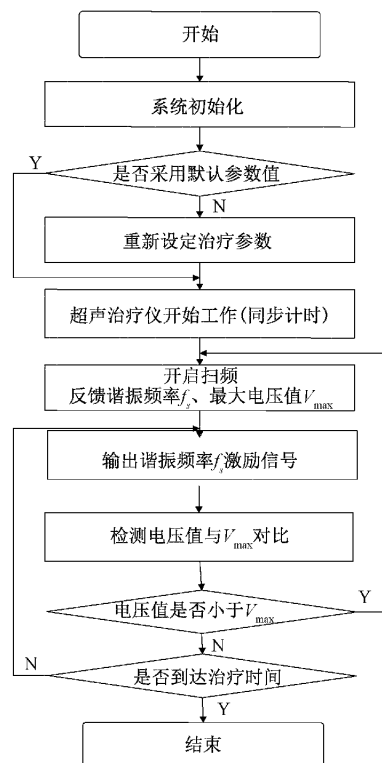 开始
系统初始化
Y
是否采用默认参数值
N
重新设定治疗参数
超声治疗仪开始工作(同步计时)
开启扫频
反馈谐振频率fs、最大电压值Vmax
输出谐振频率fs激励信号
检测电压值与Vmax对比
电压值是否小于Vmax
Y
N
N
是否到达治疗时间
Y
结束